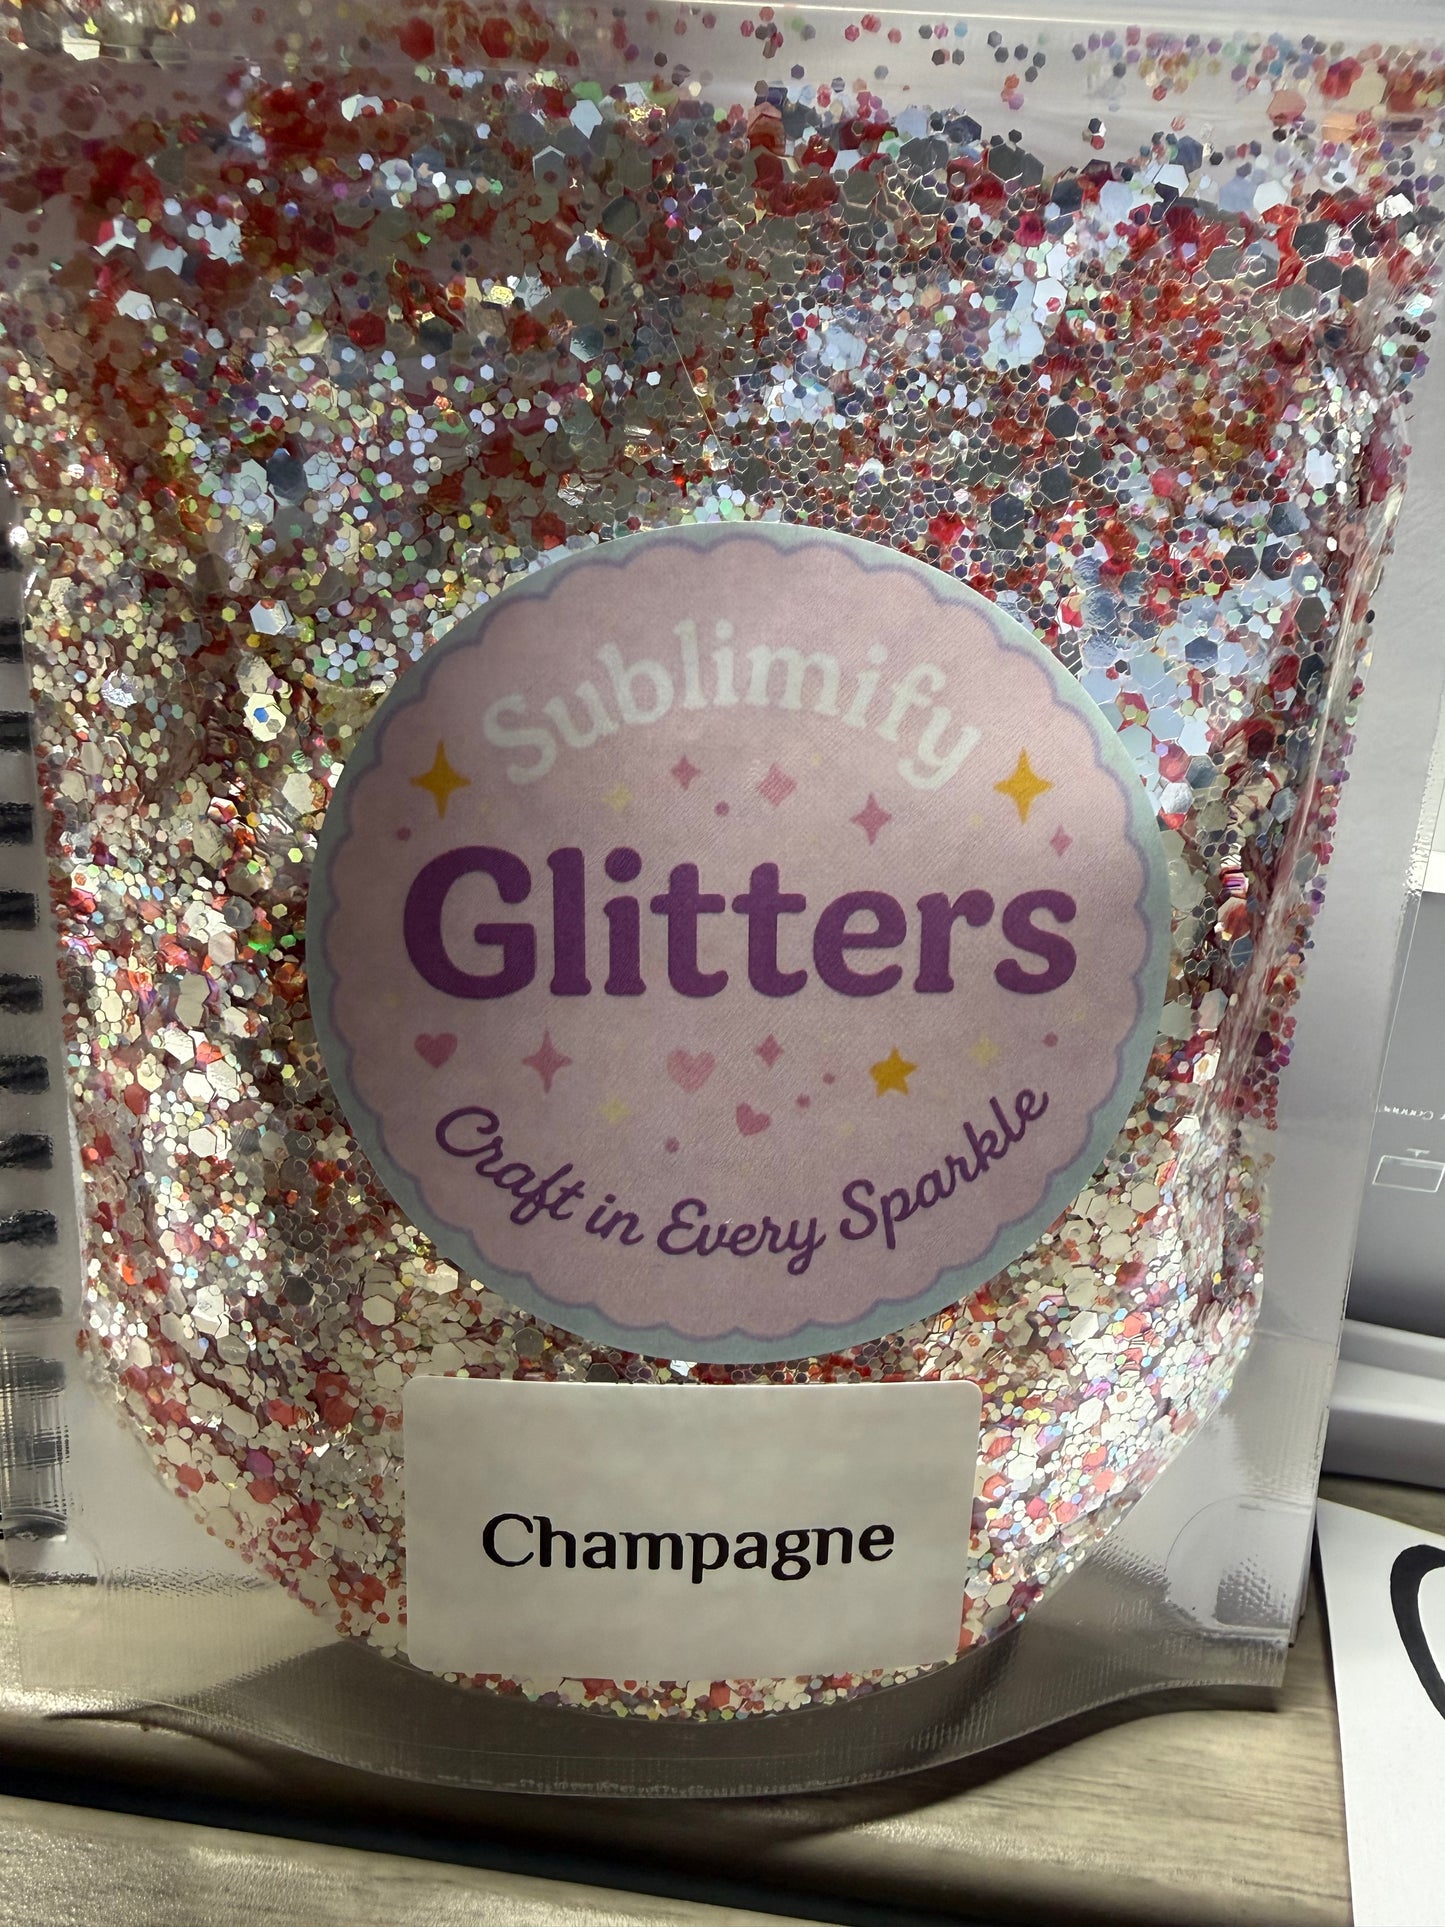 Sublimify
Glitters
Craft in Every Sparkle
Champagne